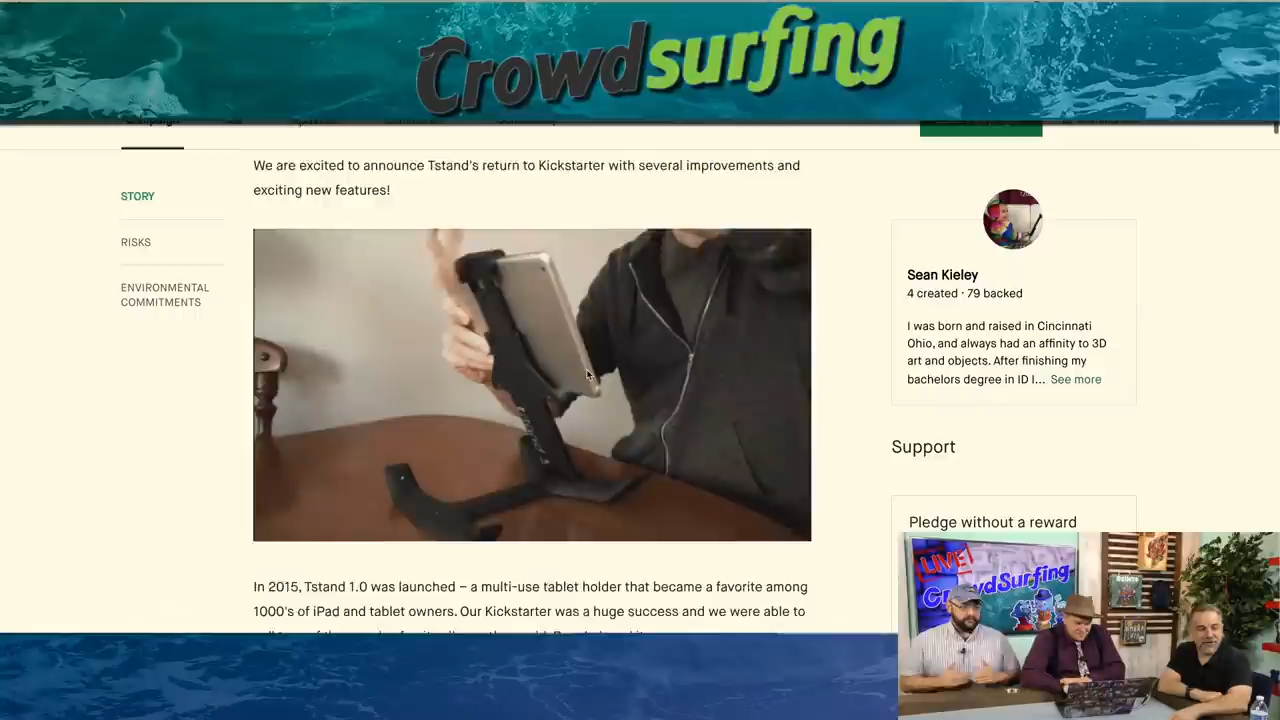 Crowdsurfing
We are excited to announce Tstand's return to Kickstarter with several improvements and
exciting new features!
STORY
RISKS
ENVIRONMENTAL
COMMITMENTS
Sean Kieley
4 created · 79 backed
I was born and raised in Cincinnati
Ohio, and always had an affinity to 3D
art and objects. After finishing my
bachelors degree in ID I... See more
Support
Pledge without a reward
In 2015, Tstand 1.0 was launched – a multi-use tablet holder that became a favorite among
1000's of iPad and tablet owners. Our Kickstarter was a huge success and we were able to
LIVE
CrowdSurfing